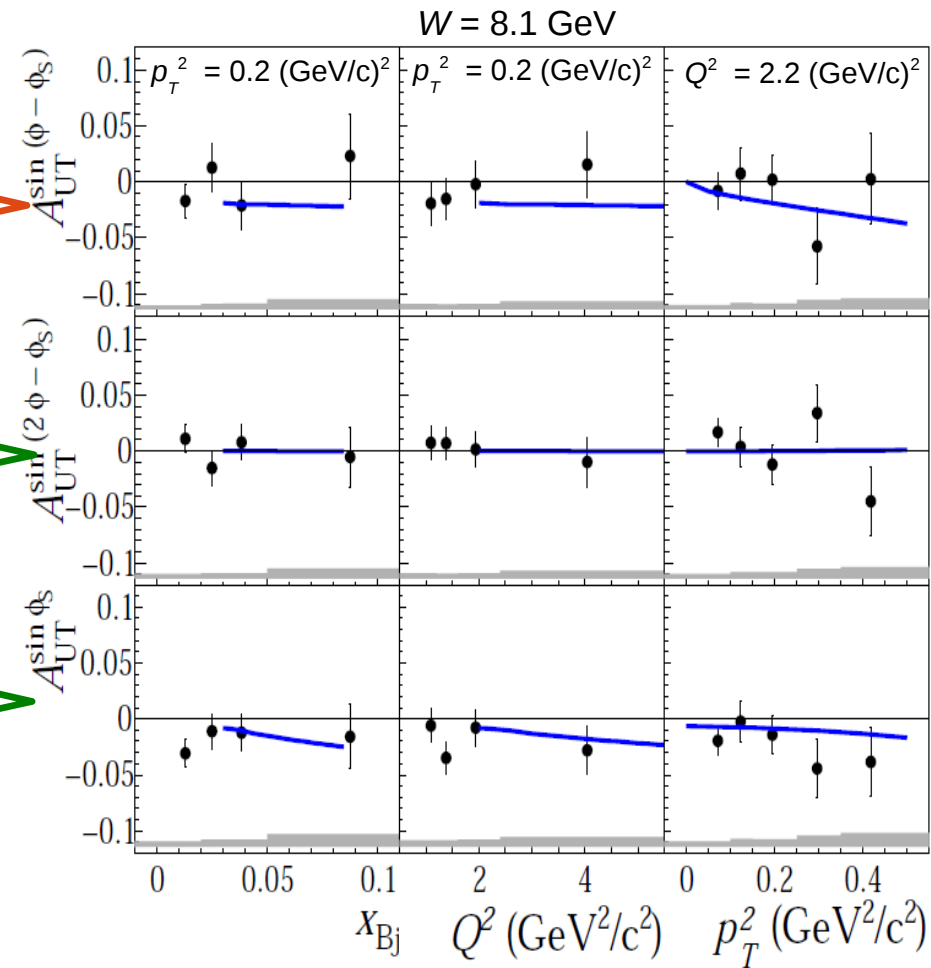 W = 8.1 GeV
p_T^2 = 0.2 (GeV/c)^2
p_T^2 = 0.2 (GeV/c)^2
Q^2 = 2.2 (GeV/c)^2
A_UT^sin (ϕ − ϕ_S)
0.1
0.05
0
−0.05
−0.1
A_UT^sin (2 ϕ − ϕ_S)
0.1
0.05
0
−0.05
−0.1
A_UT^sin ϕ_S
0.1
0.05
0
−0.05
−0.1
0 0.05 0.1
2 4
0 0.2 0.4
x_Bj
Q^2 (GeV^2/c^2)
p_T^2 (GeV^2/c^2)